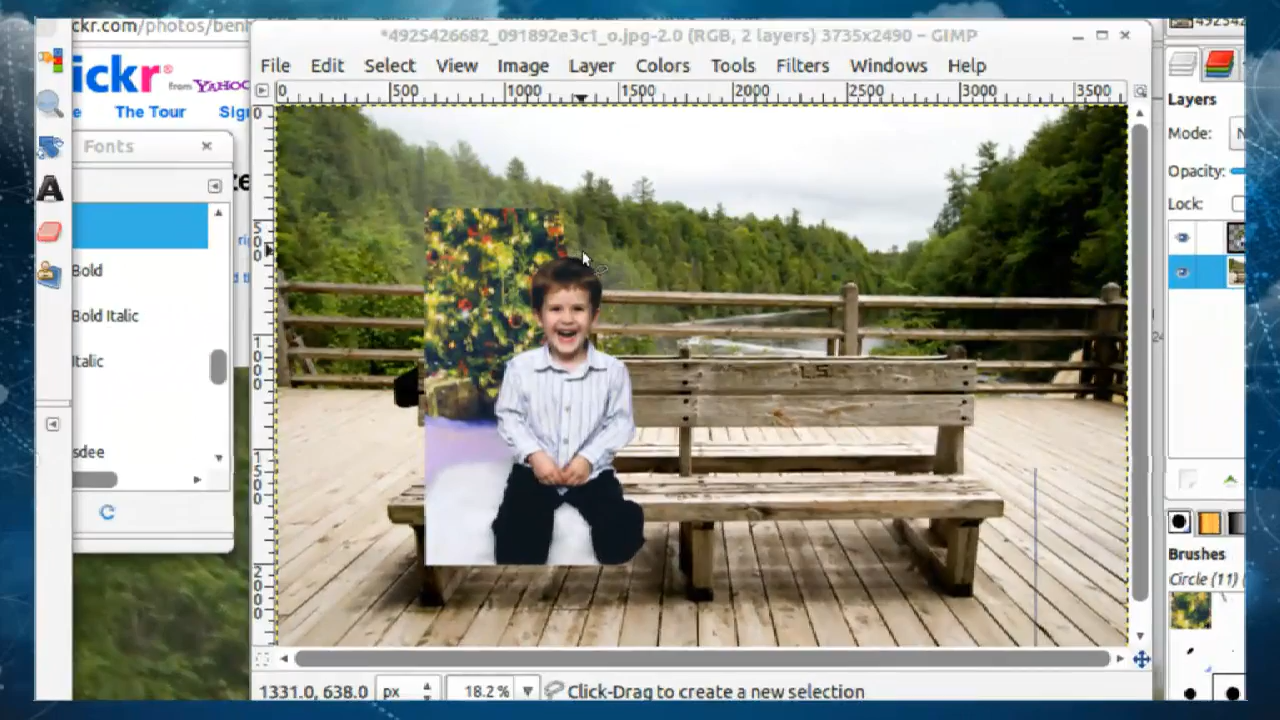 ckr.com/photos/benh
*4925426682_091892e3c1_o.jpg-2.0 (RGB, 2 layers) 3735x2490 – GIMP
ickr from YAHOO
File Edit Select View Image Layer Colors Tools Filters Windows Help
The Tour Sig
Fonts
0 500 1000 1500 2000 2500 3000 3500
Layers
Mode: N
Opacity:
Lock:
Bold
Bold Italic
Italic
sdee
L.S
Brushes
Circle (11)
1331.0, 638.0 px 18.2% Click-Drag to create a new selection